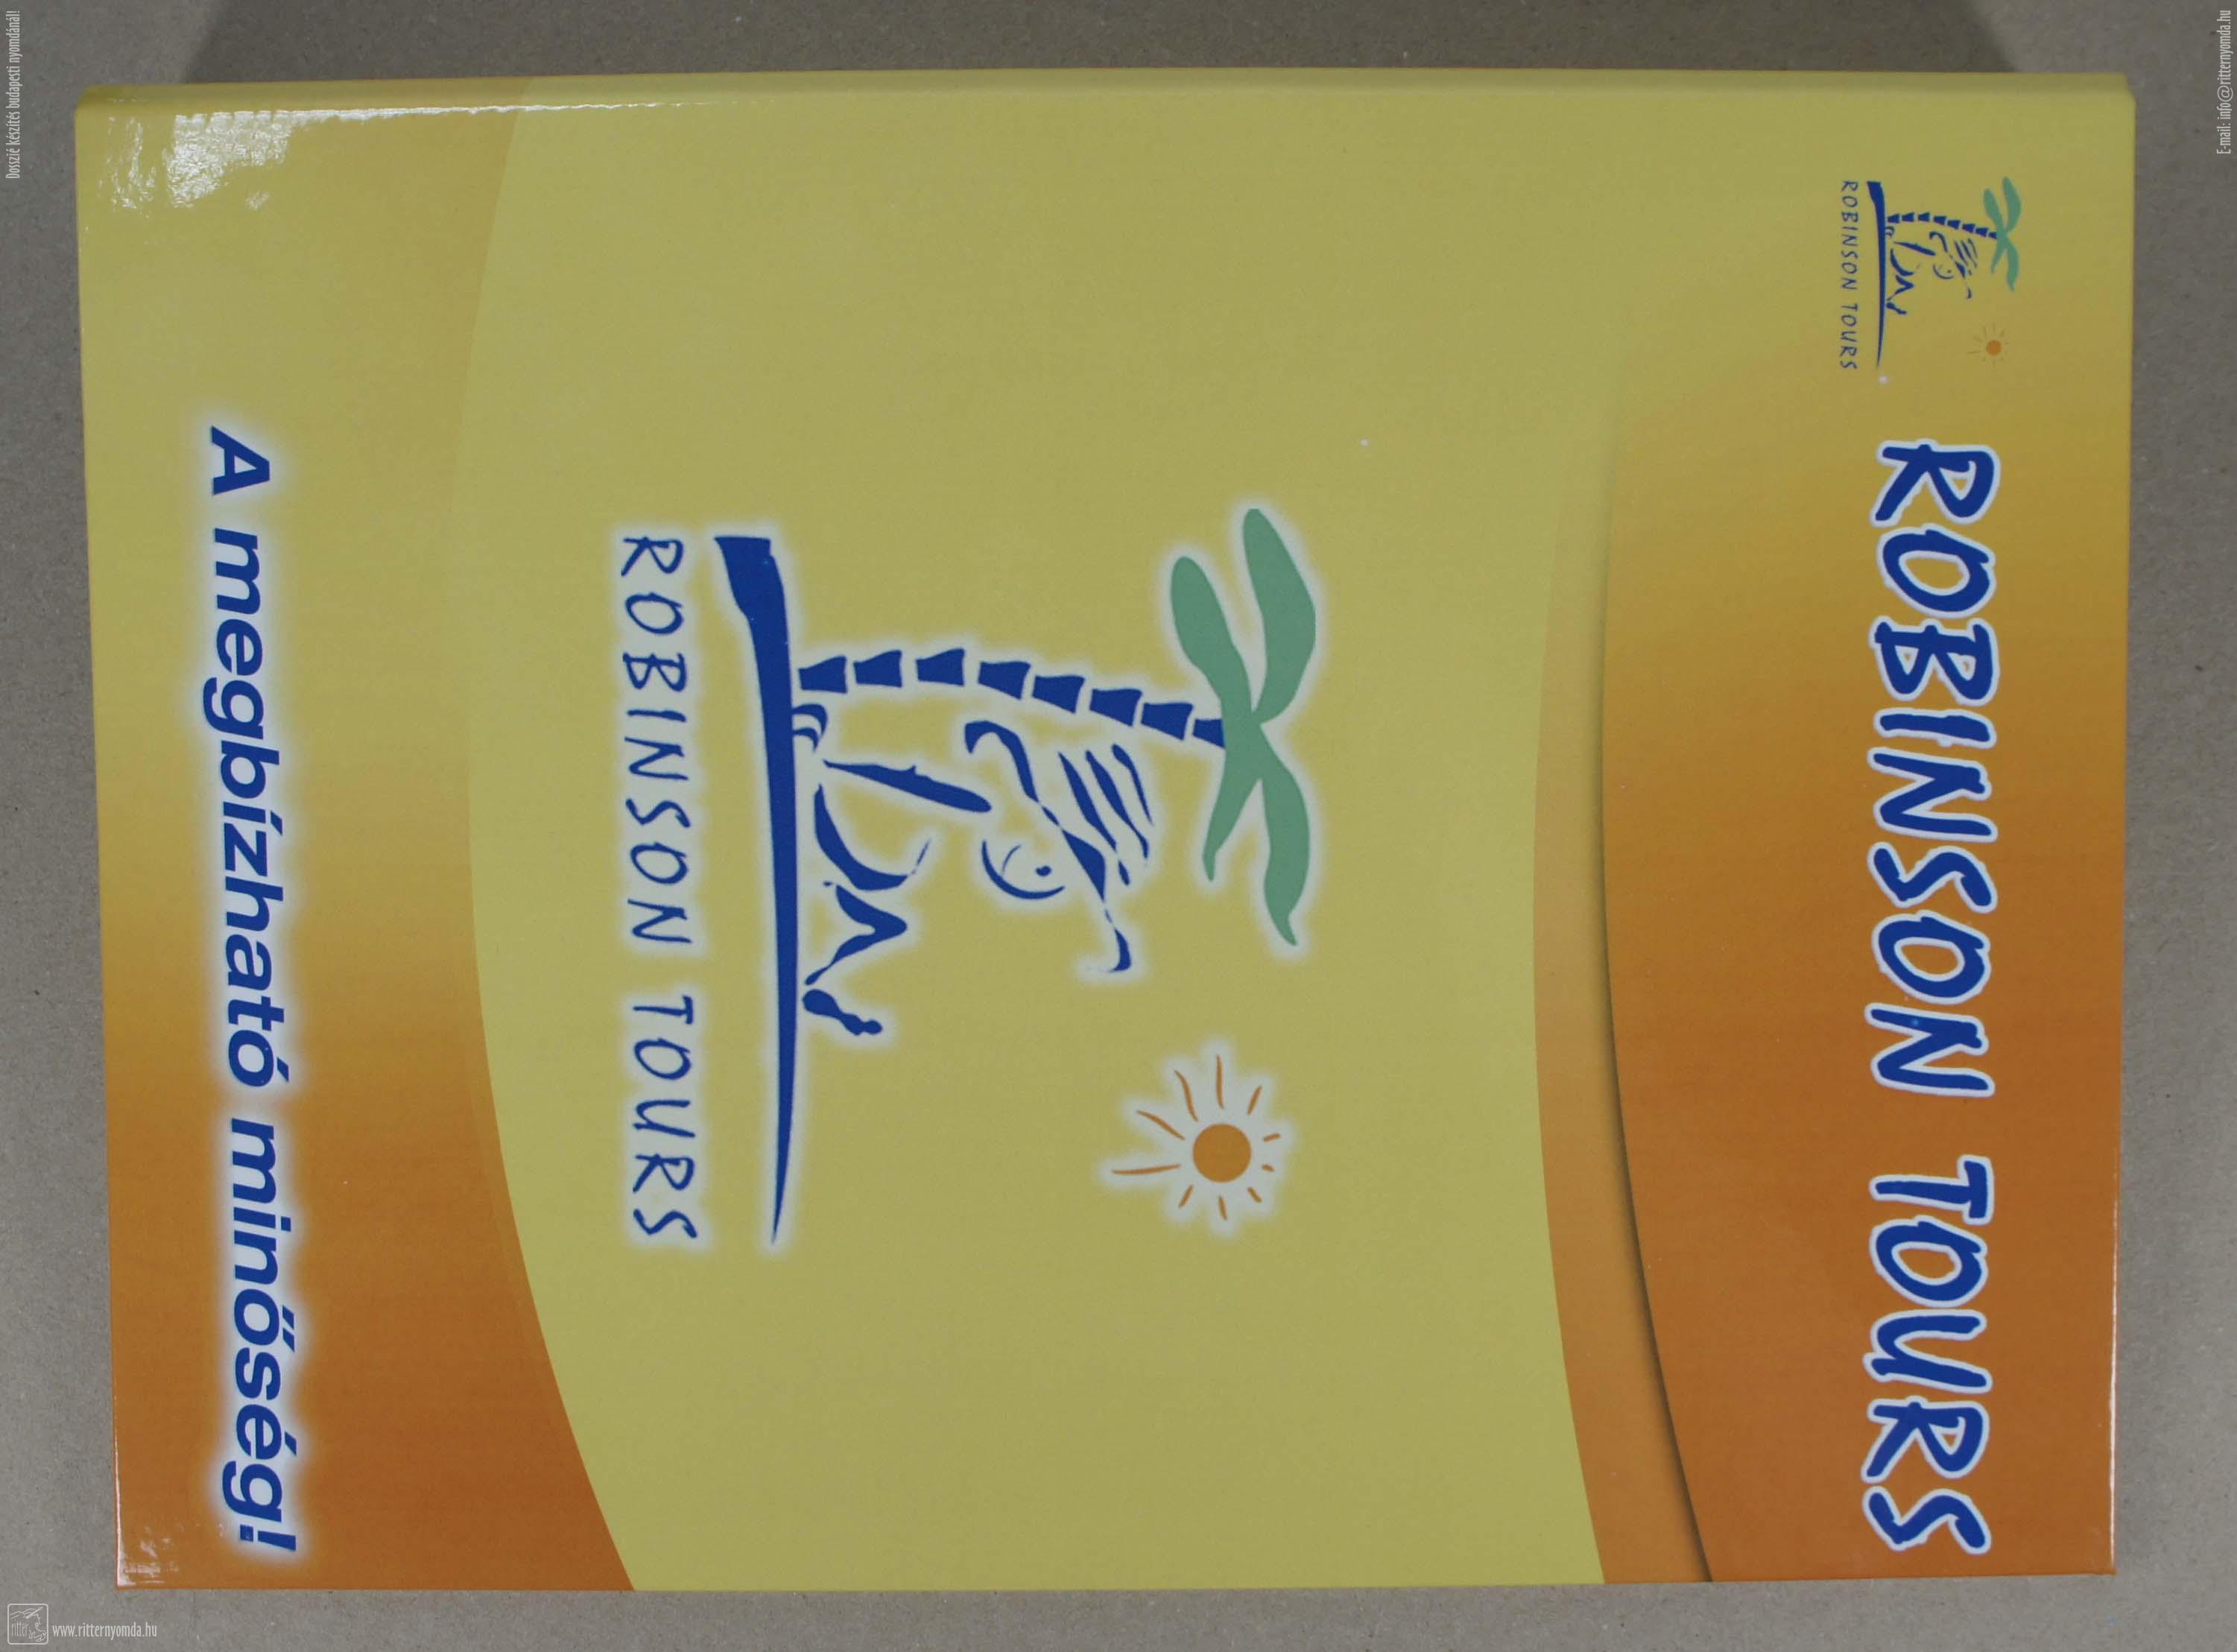 ROBINSON TOURS
ROBINSON TOURS
ROBINSON TOURS
A megbízható minőség!
Dosszié készítés budapesti nyomdánál!
E-mail: info@ritternyomda.hu
ritter
www.ritternyomda.hu